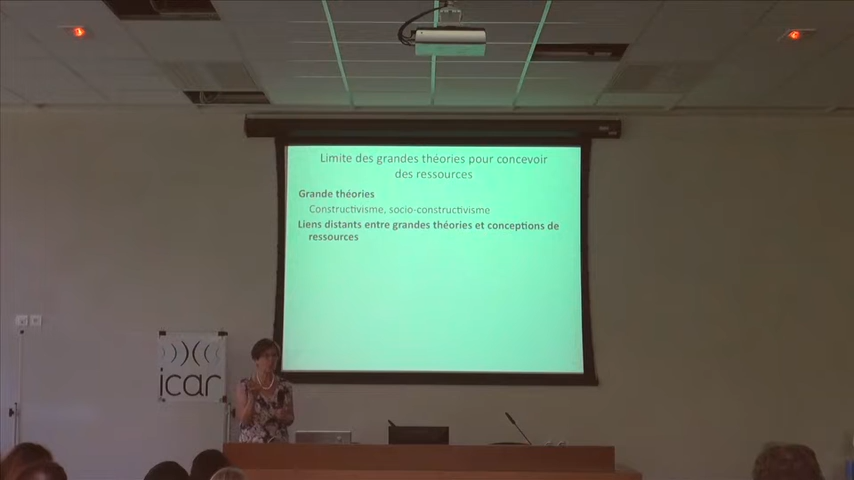 Limite des grandes théories pour concevoir
des ressources
Grande théories
Constructivisme, socio-constructivisme
Liens distants entre grandes théories et conceptions de
ressources
icar